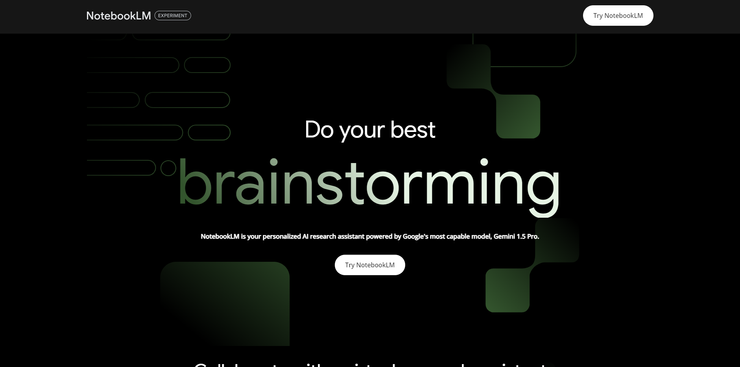 NotebookLM EXPERIMENT
Try NotebookLM
Do your best
brainstorming
NotebookLM is your personalized AI research assistant powered by Google's most capable model, Gemini 1.5 Pro.
Try NotebookLM